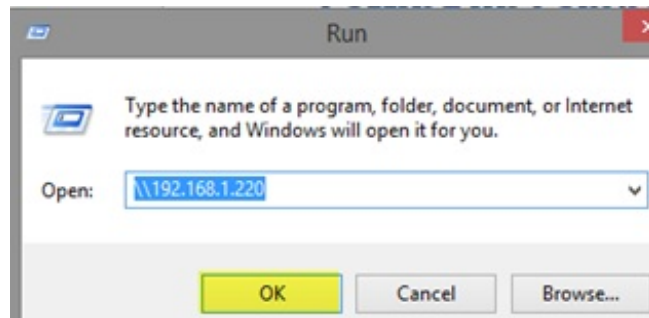 Run
Type the name of a program, folder, document, or Internet
resource, and Windows will open it for you.
Open:
\\192.168.1.220
OK
Cancel
Browse...